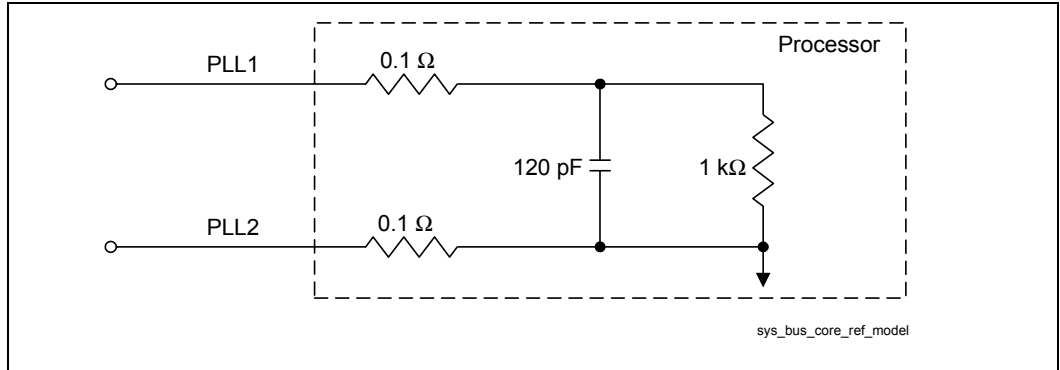 Processor
PLL1
0.1 Ω
120 pF
1 kΩ
PLL2
0.1 Ω
sys_bus_core_ref_model